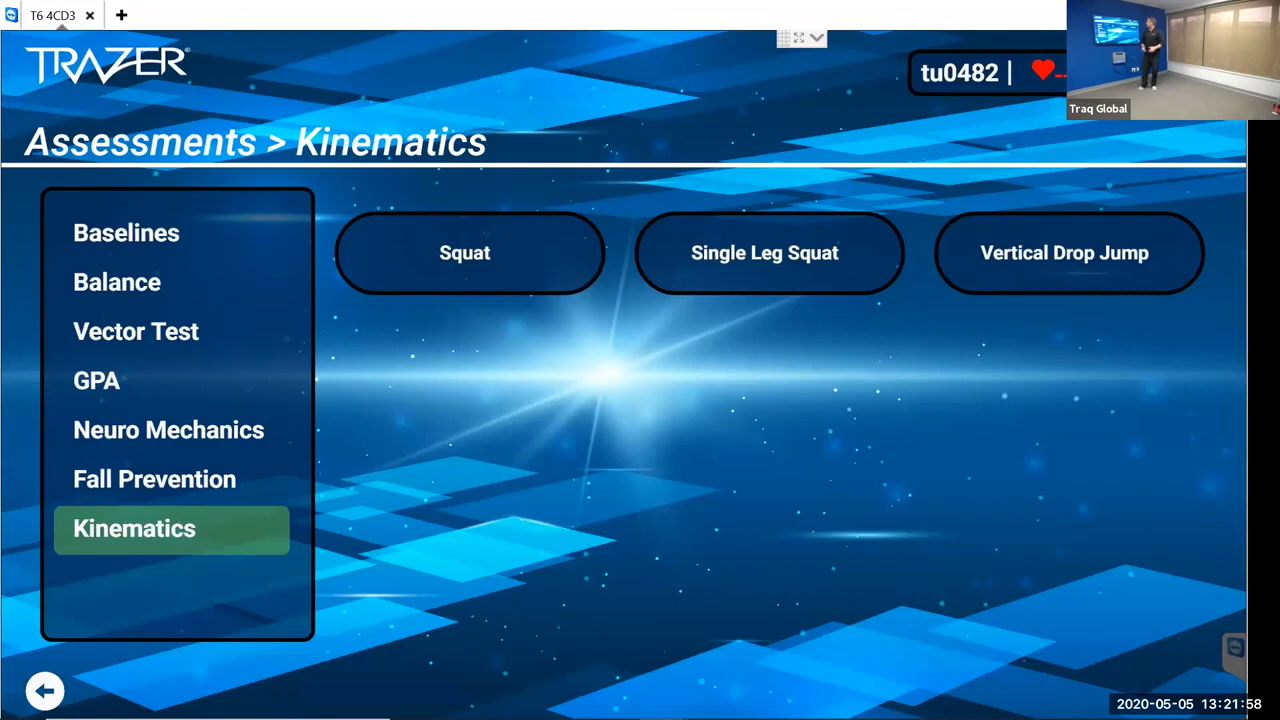 T6 4CD3
TRAZER®
tu0482 | --
Traq Global
Assessments > Kinematics
Baselines
Balance
Vector Test
GPA
Neuro Mechanics
Fall Prevention
Kinematics
Squat
Single Leg Squat
Vertical Drop Jump
2020-05-05 13:21:58